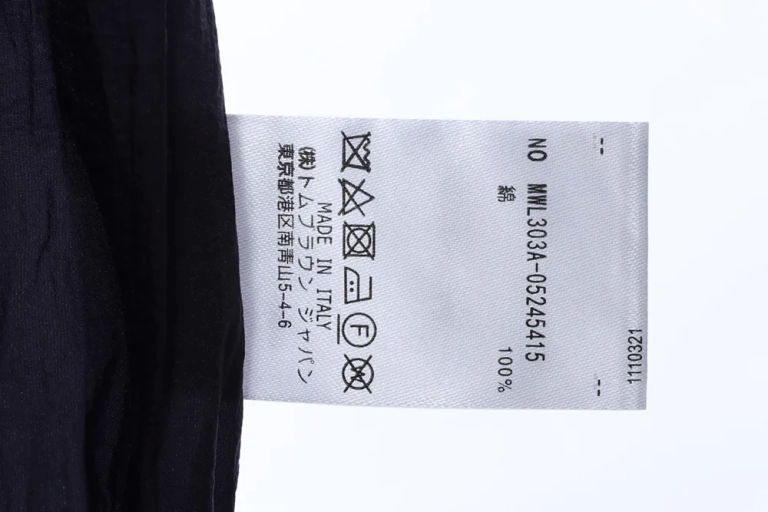 NO MWL303A-05245415
綿 100%
F
W
MADE IN ITALY
(株)トムブラウン ジャパン
東京都港区南青山5-4-6
1110321